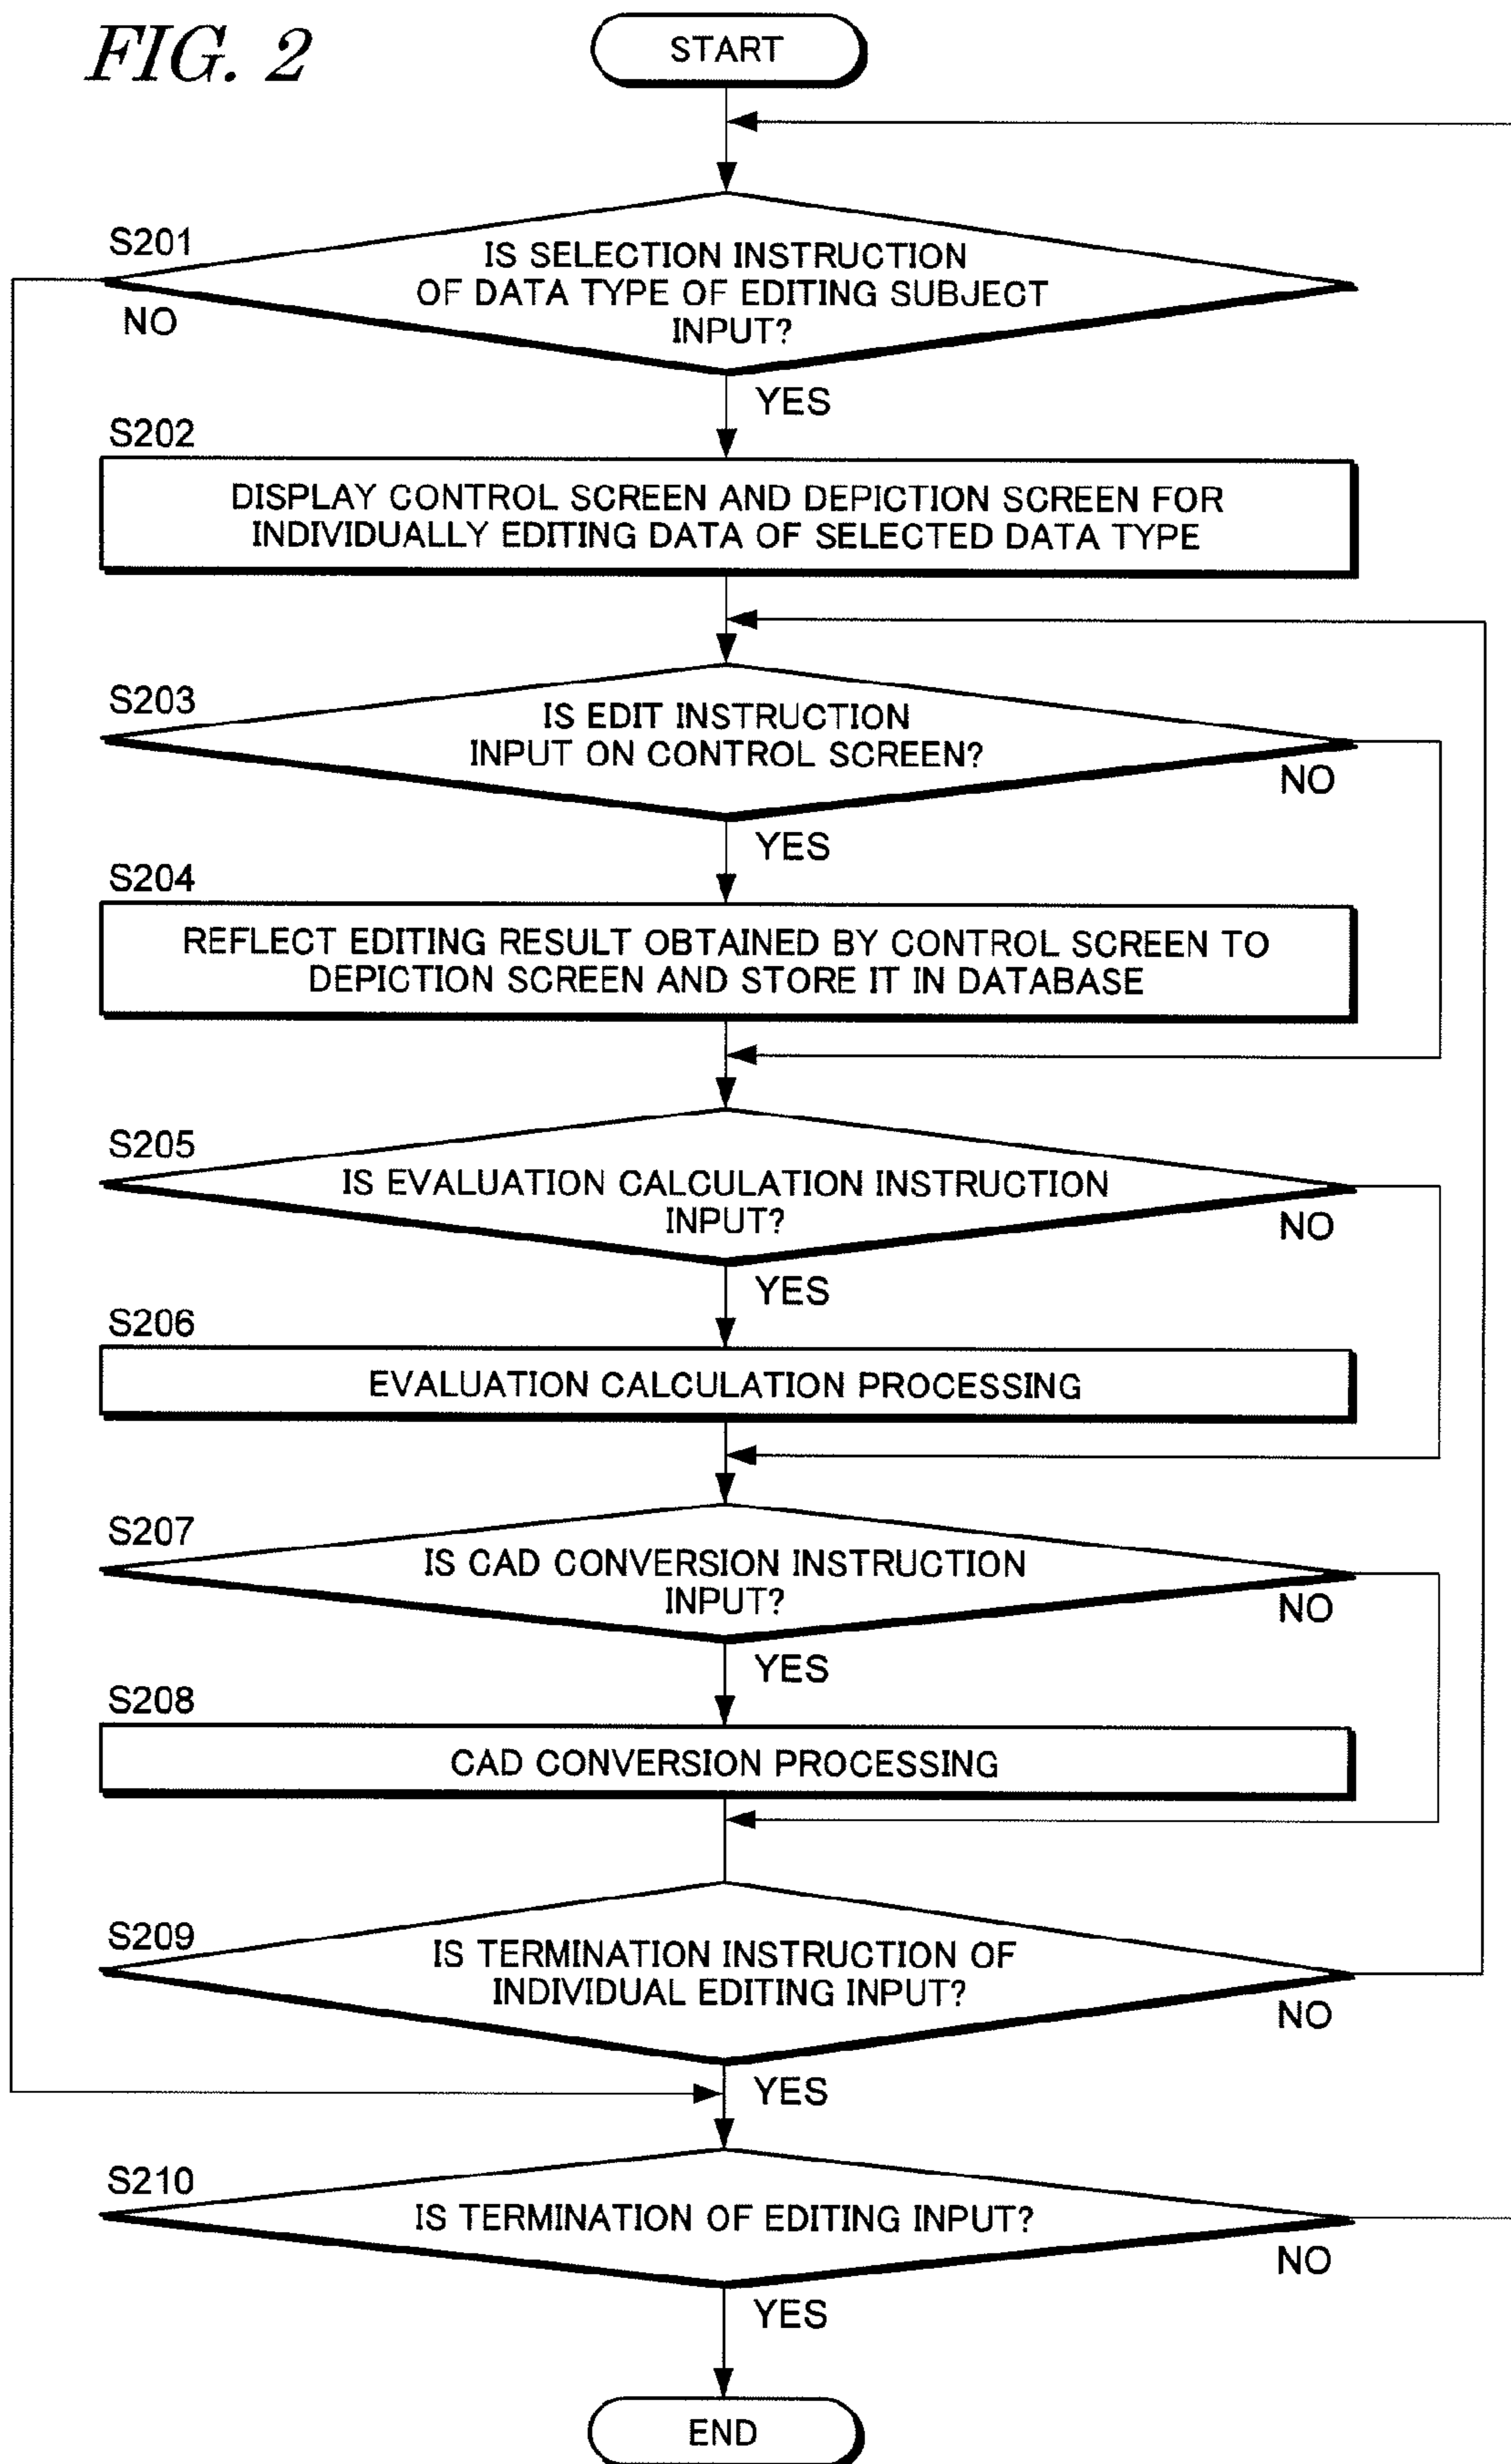 FIG. 2
START
S201
IS SELECTION INSTRUCTION
OF DATA TYPE OF EDITING SUBJECT
INPUT?
NO
YES
S202
DISPLAY CONTROL SCREEN AND DEPICTION SCREEN FOR
INDIVIDUALLY EDITING DATA OF SELECTED DATA TYPE
S203
IS EDIT INSTRUCTION
INPUT ON CONTROL SCREEN?
NO
YES
S204
REFLECT EDITING RESULT OBTAINED BY CONTROL SCREEN TO
DEPICTION SCREEN AND STORE IT IN DATABASE
S205
IS EVALUATION CALCULATION INSTRUCTION
INPUT?
NO
YES
S206
EVALUATION CALCULATION PROCESSING
S207
IS CAD CONVERSION INSTRUCTION
INPUT?
NO
YES
S208
CAD CONVERSION PROCESSING
S209
IS TERMINATION INSTRUCTION OF
INDIVIDUAL EDITING INPUT?
NO
YES
S210
IS TERMINATION OF EDITING INPUT?
NO
YES
END